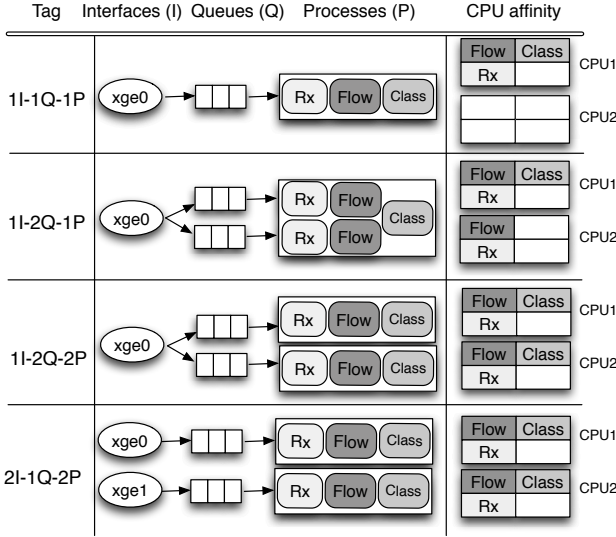 Tag Interfaces (I) Queues (Q) Processes (P) CPU affinity
1I-1Q-1P xge0 Rx Flow Class Flow Class CPU1
Rx
CPU2
1I-2Q-1P xge0 Rx Flow Class Flow Class CPU1
Rx
Rx Flow Flow CPU2
Rx
1I-2Q-2P xge0 Rx Flow Class Flow Class CPU1
Rx
Rx Flow Class Flow Class CPU2
Rx
2I-1Q-2P xge0 Rx Flow Class Flow Class CPU1
Rx
xge1 Rx Flow Class Flow Class CPU2
Rx